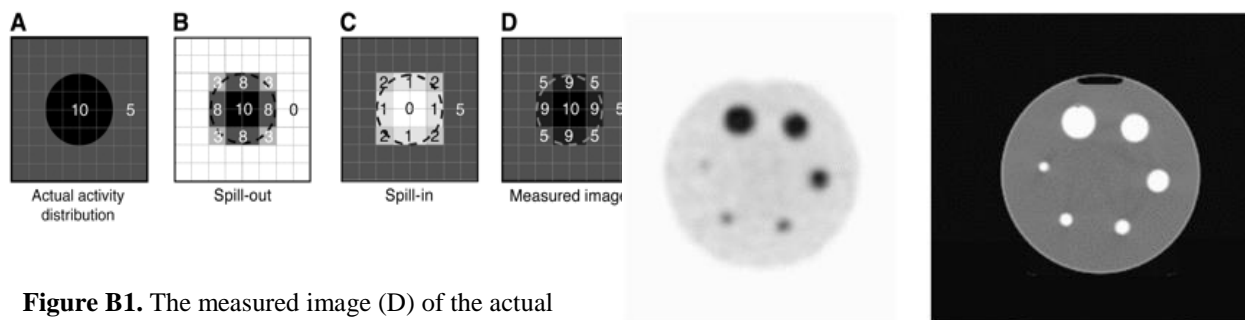 A B C D
10 5
3 8 3
8 10 8 0
3 8 3
2 1 2
1 0 1 5
2 1 2
5 9 5
9 10 9 5
5 9 5
Actual activity
distribution
Spill-out
Spill-in
Measured image
Figure B1. The measured image (D) of the actual